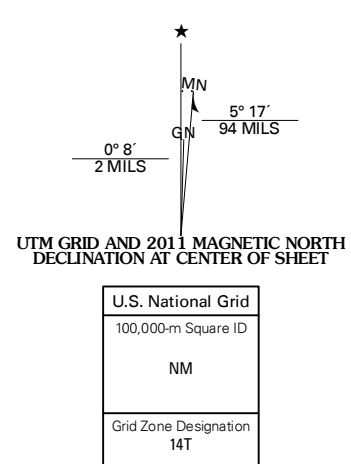 ★
MN
5° 17´
94 MILS
GN
0° 8´
2 MILS
UTM GRID AND 2011 MAGNETIC NORTH
DECLINATION AT CENTER OF SHEET
U.S. National Grid
100,000-m Square ID
NM
Grid Zone Designation
14T